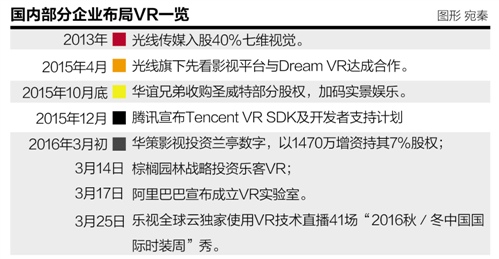 国内部分企业布局VR一览
图形 宛秦
2013年 光线传媒入股40%七维视觉。
2015年4月 光线旗下先看影视平台与Dream VR达成合作。
2015年10月底 华谊兄弟收购圣威特部分股权，加码实景娱乐。
2015年12月 腾讯宣布Tencent VR SDK及开发者支持计划
2016年3月初 华策影视投资兰亭数字，以1470万增资持其7%股权；
3月14日 棕榈园林战略投资乐客VR；
3月17日 阿里巴巴宣布成立VR实验室。
3月25日 乐视全球云独家使用VR技术直播41场“2016秋/冬中国国
际时装周”秀。